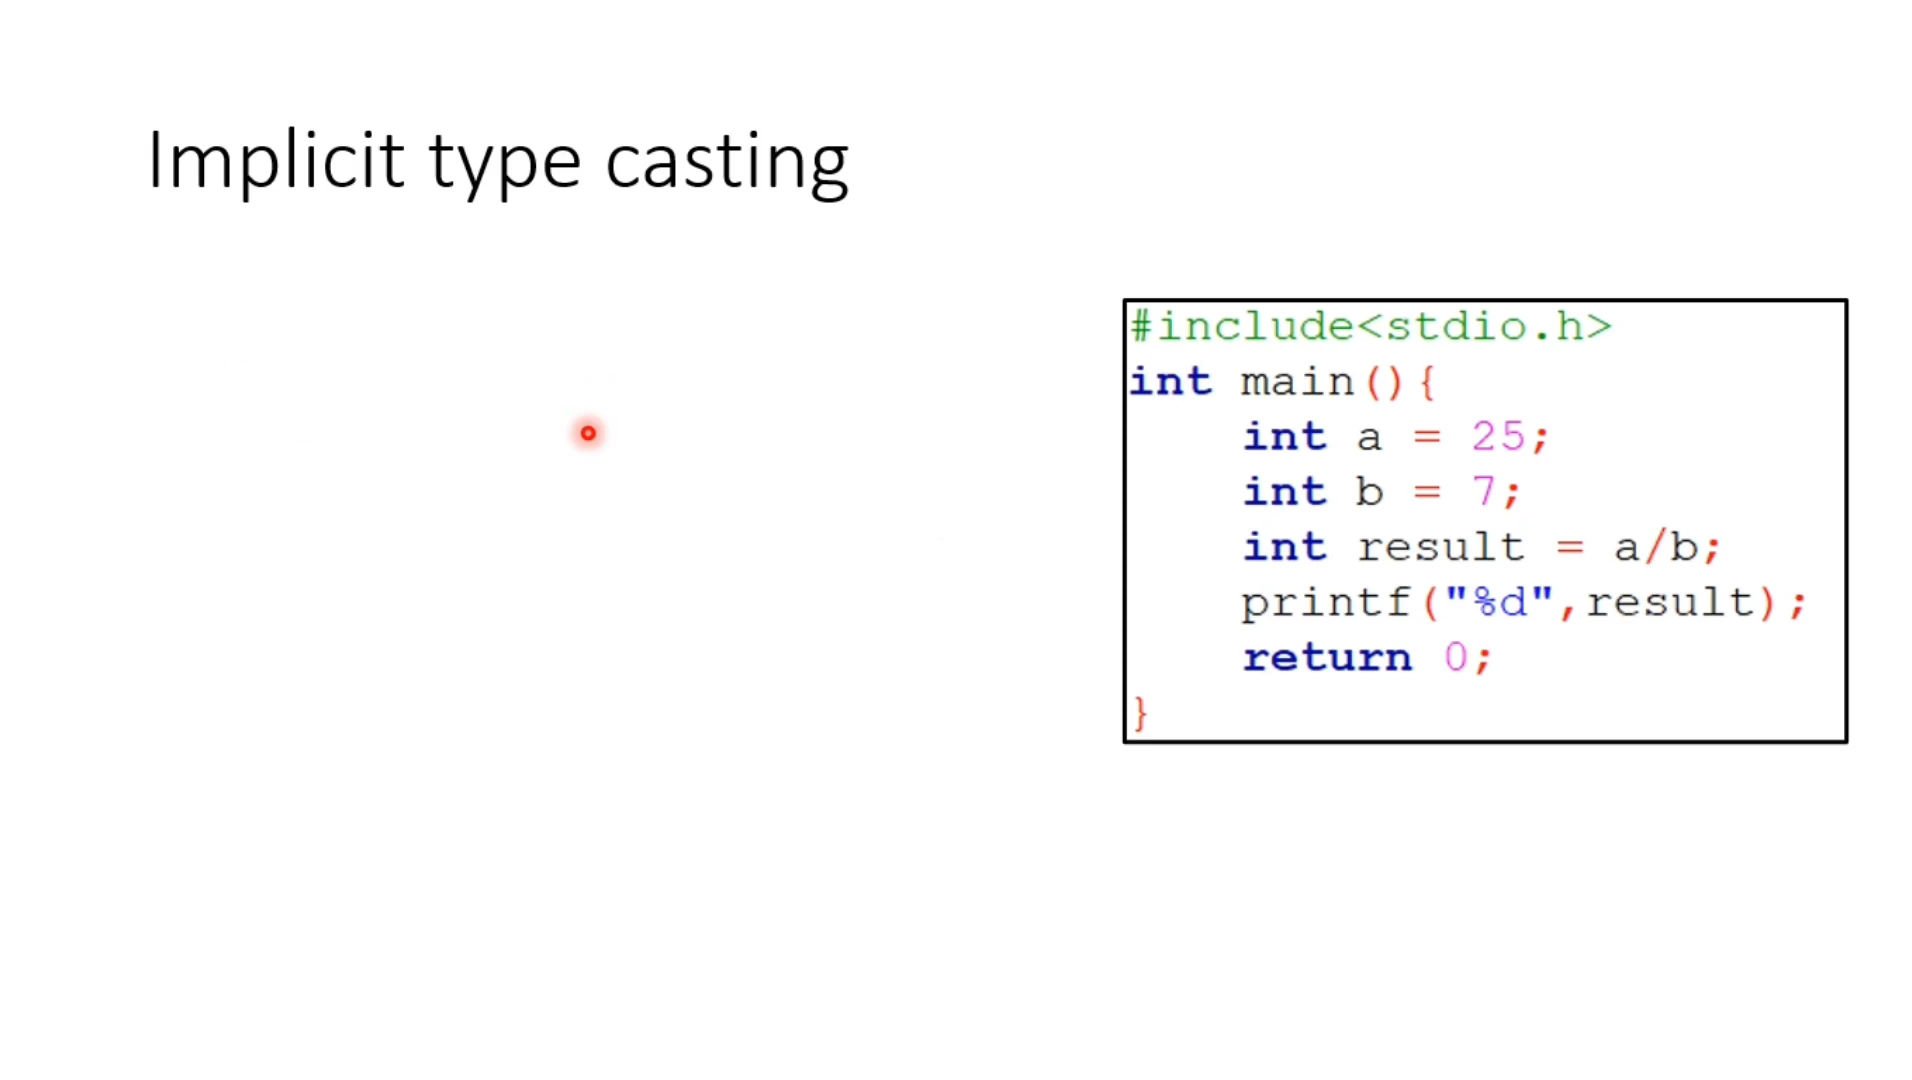 Implicit type casting
#include<stdio.h>
int main(){
    int a = 25;
    int b = 7;
    int result = a/b;
    printf("%d",result);
    return 0;
}